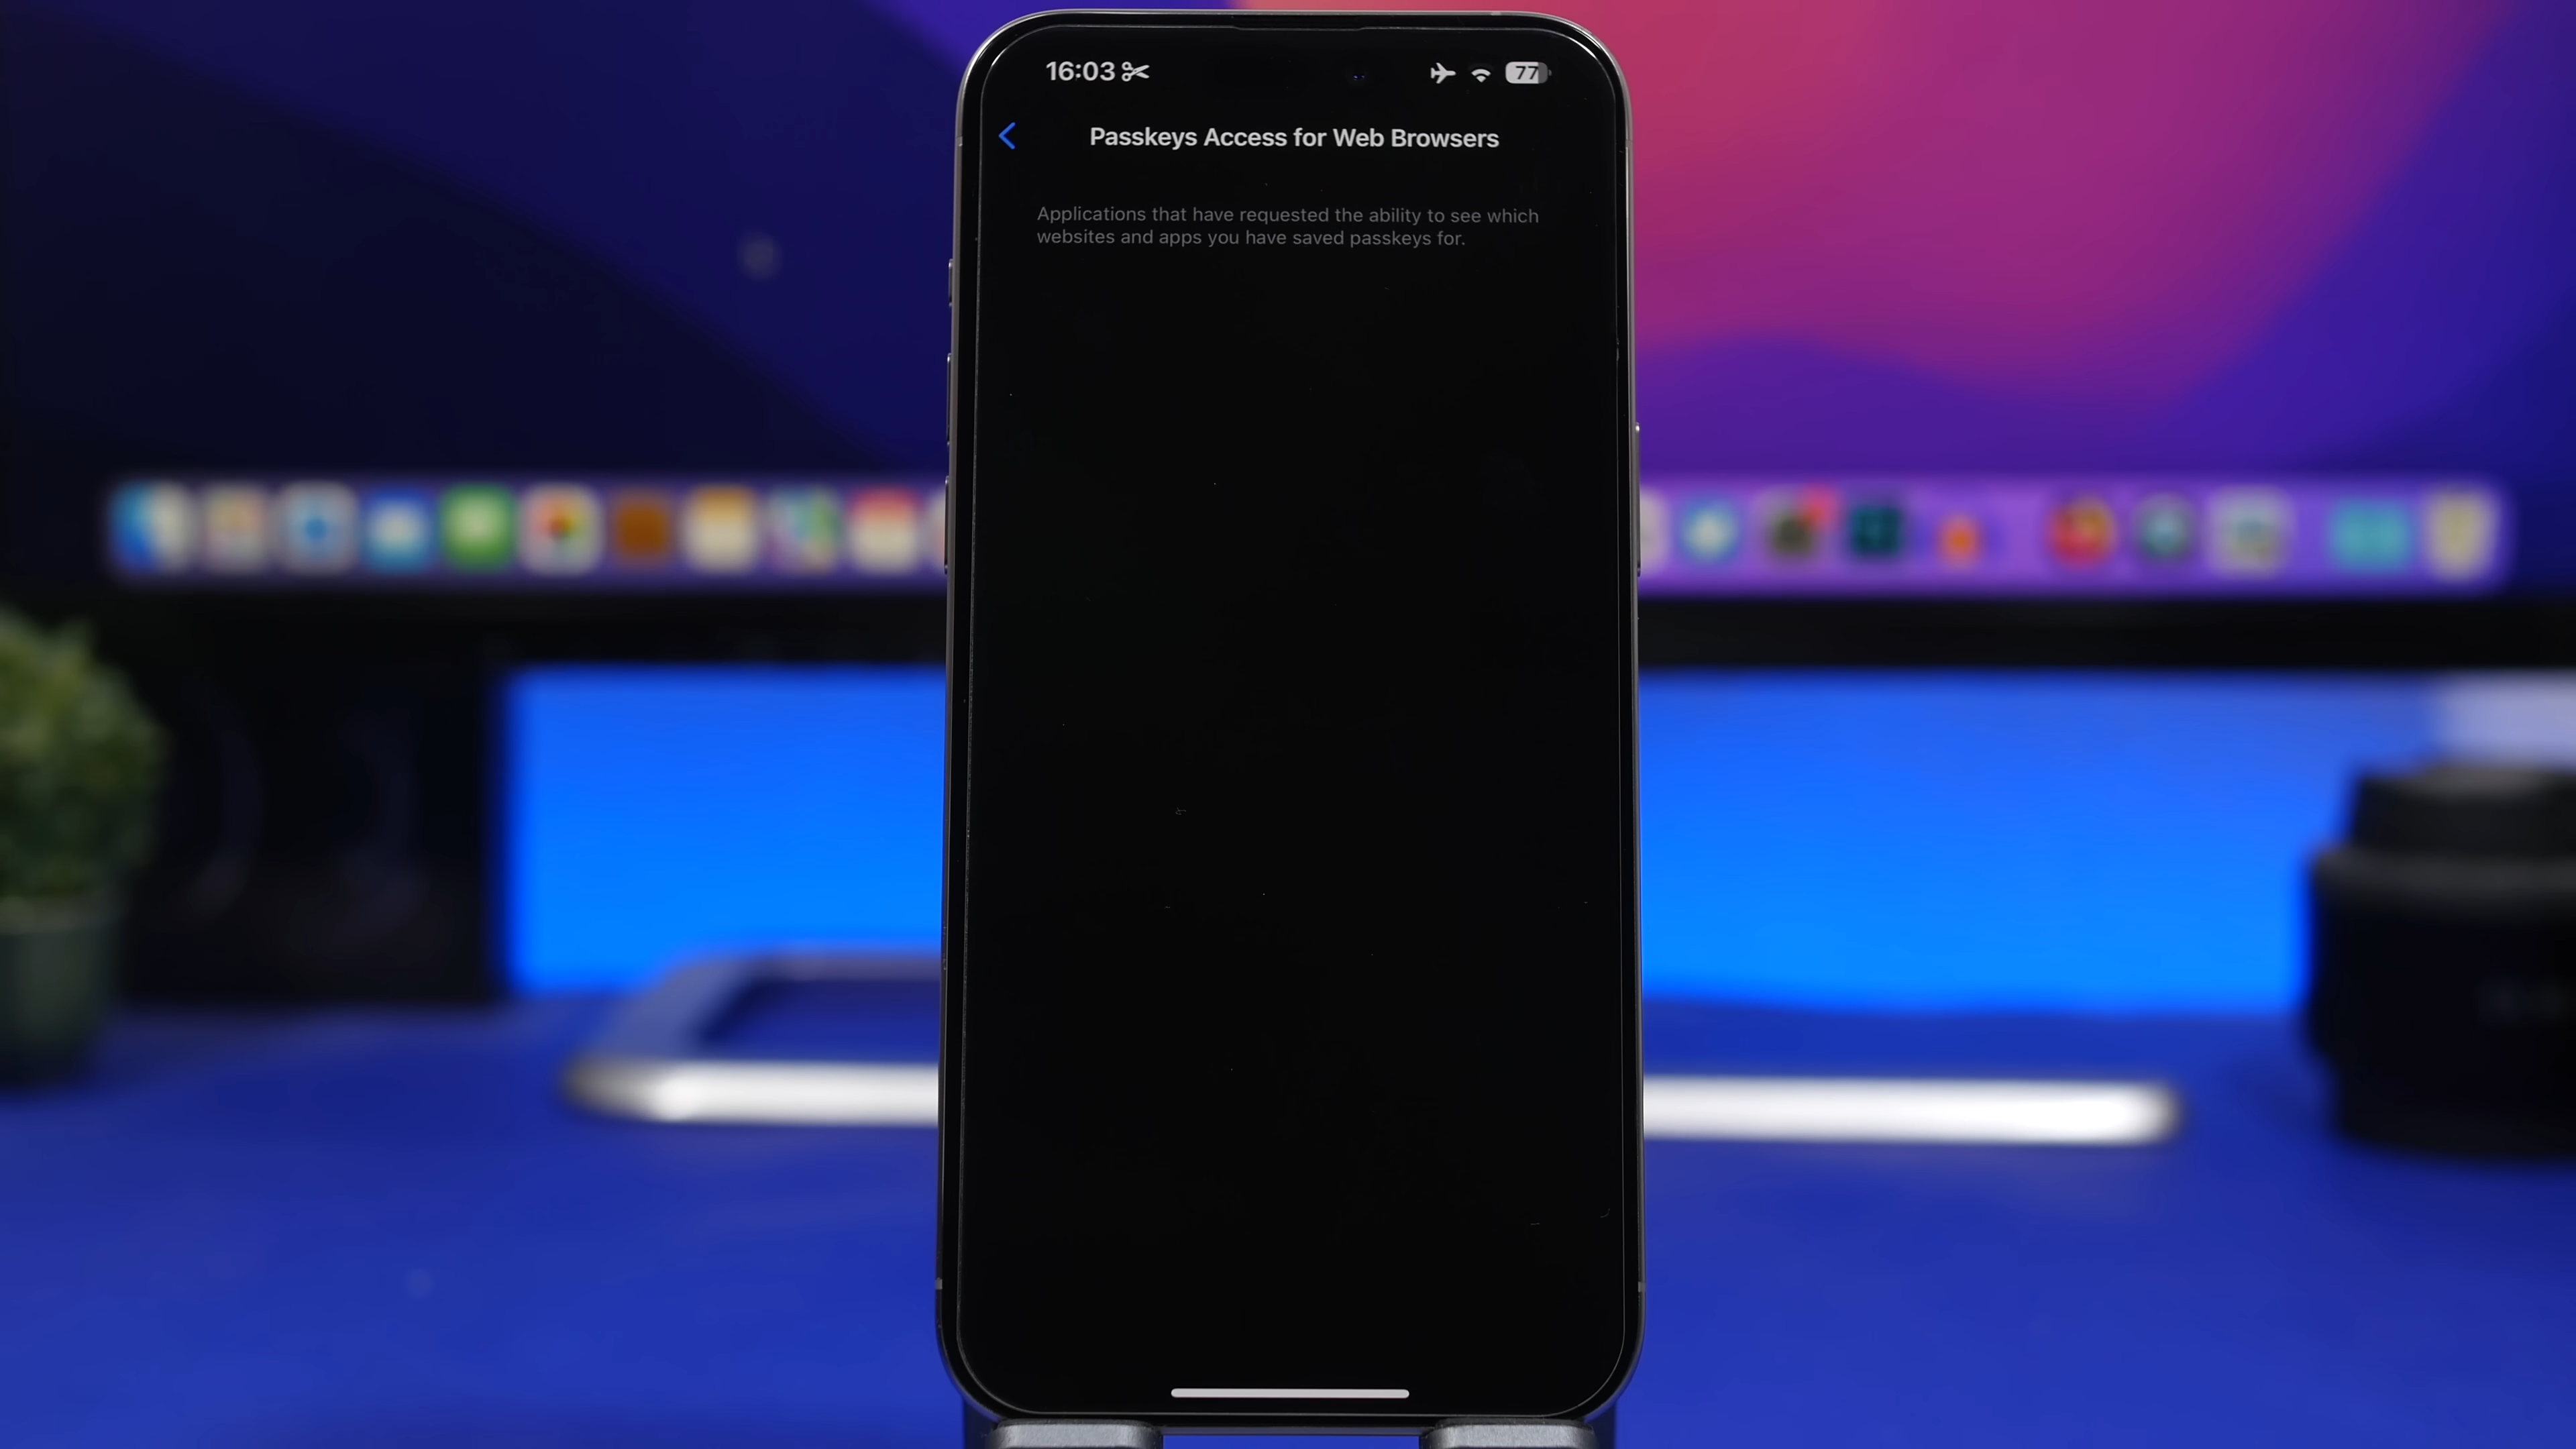 16:03
77
Passkeys Access for Web Browsers
Applications that have requested the ability to see which
websites and apps you have saved passkeys for.